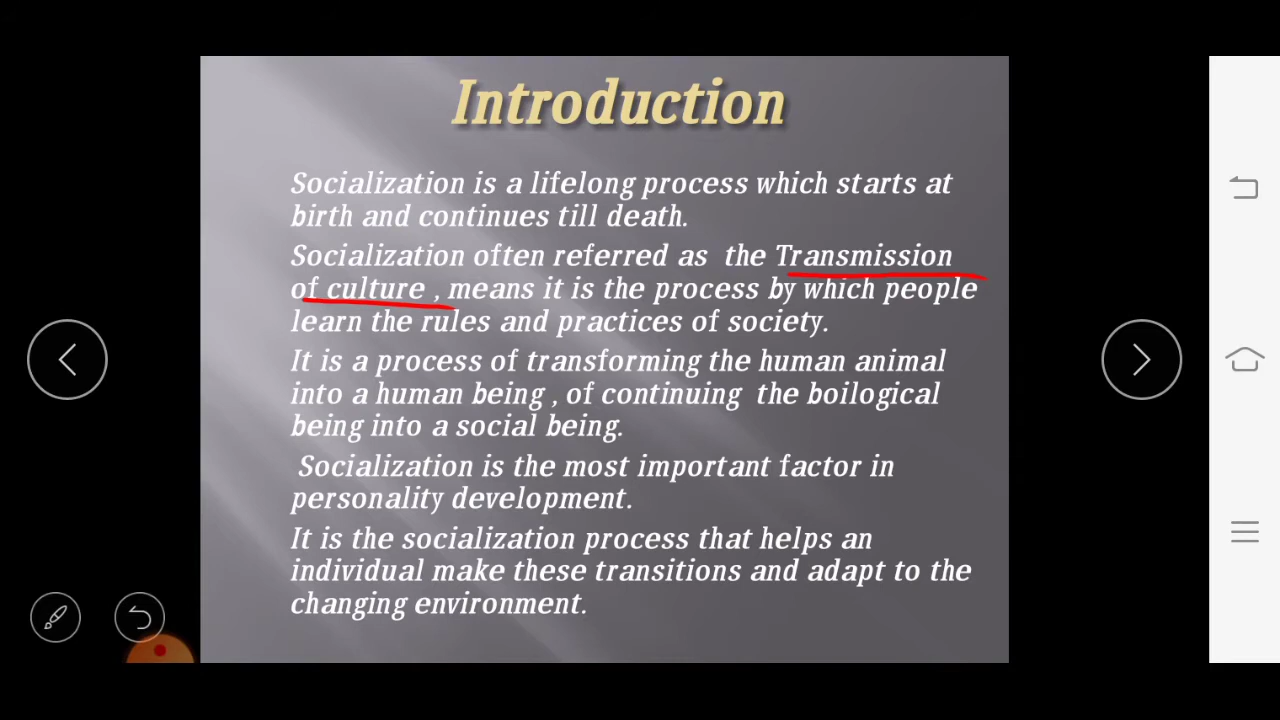 Introduction
Socialization is a lifelong process which starts at
birth and continues till death.
Socialization often referred as the Transmission
of culture , means it is the process by which people
learn the rules and practices of society.
It is a process of transforming the human animal
into a human being , of continuing the boilogical
being into a social being.
Socialization is the most important factor in
personality development.
It is the socialization process that helps an
individual make these transitions and adapt to the
changing environment.